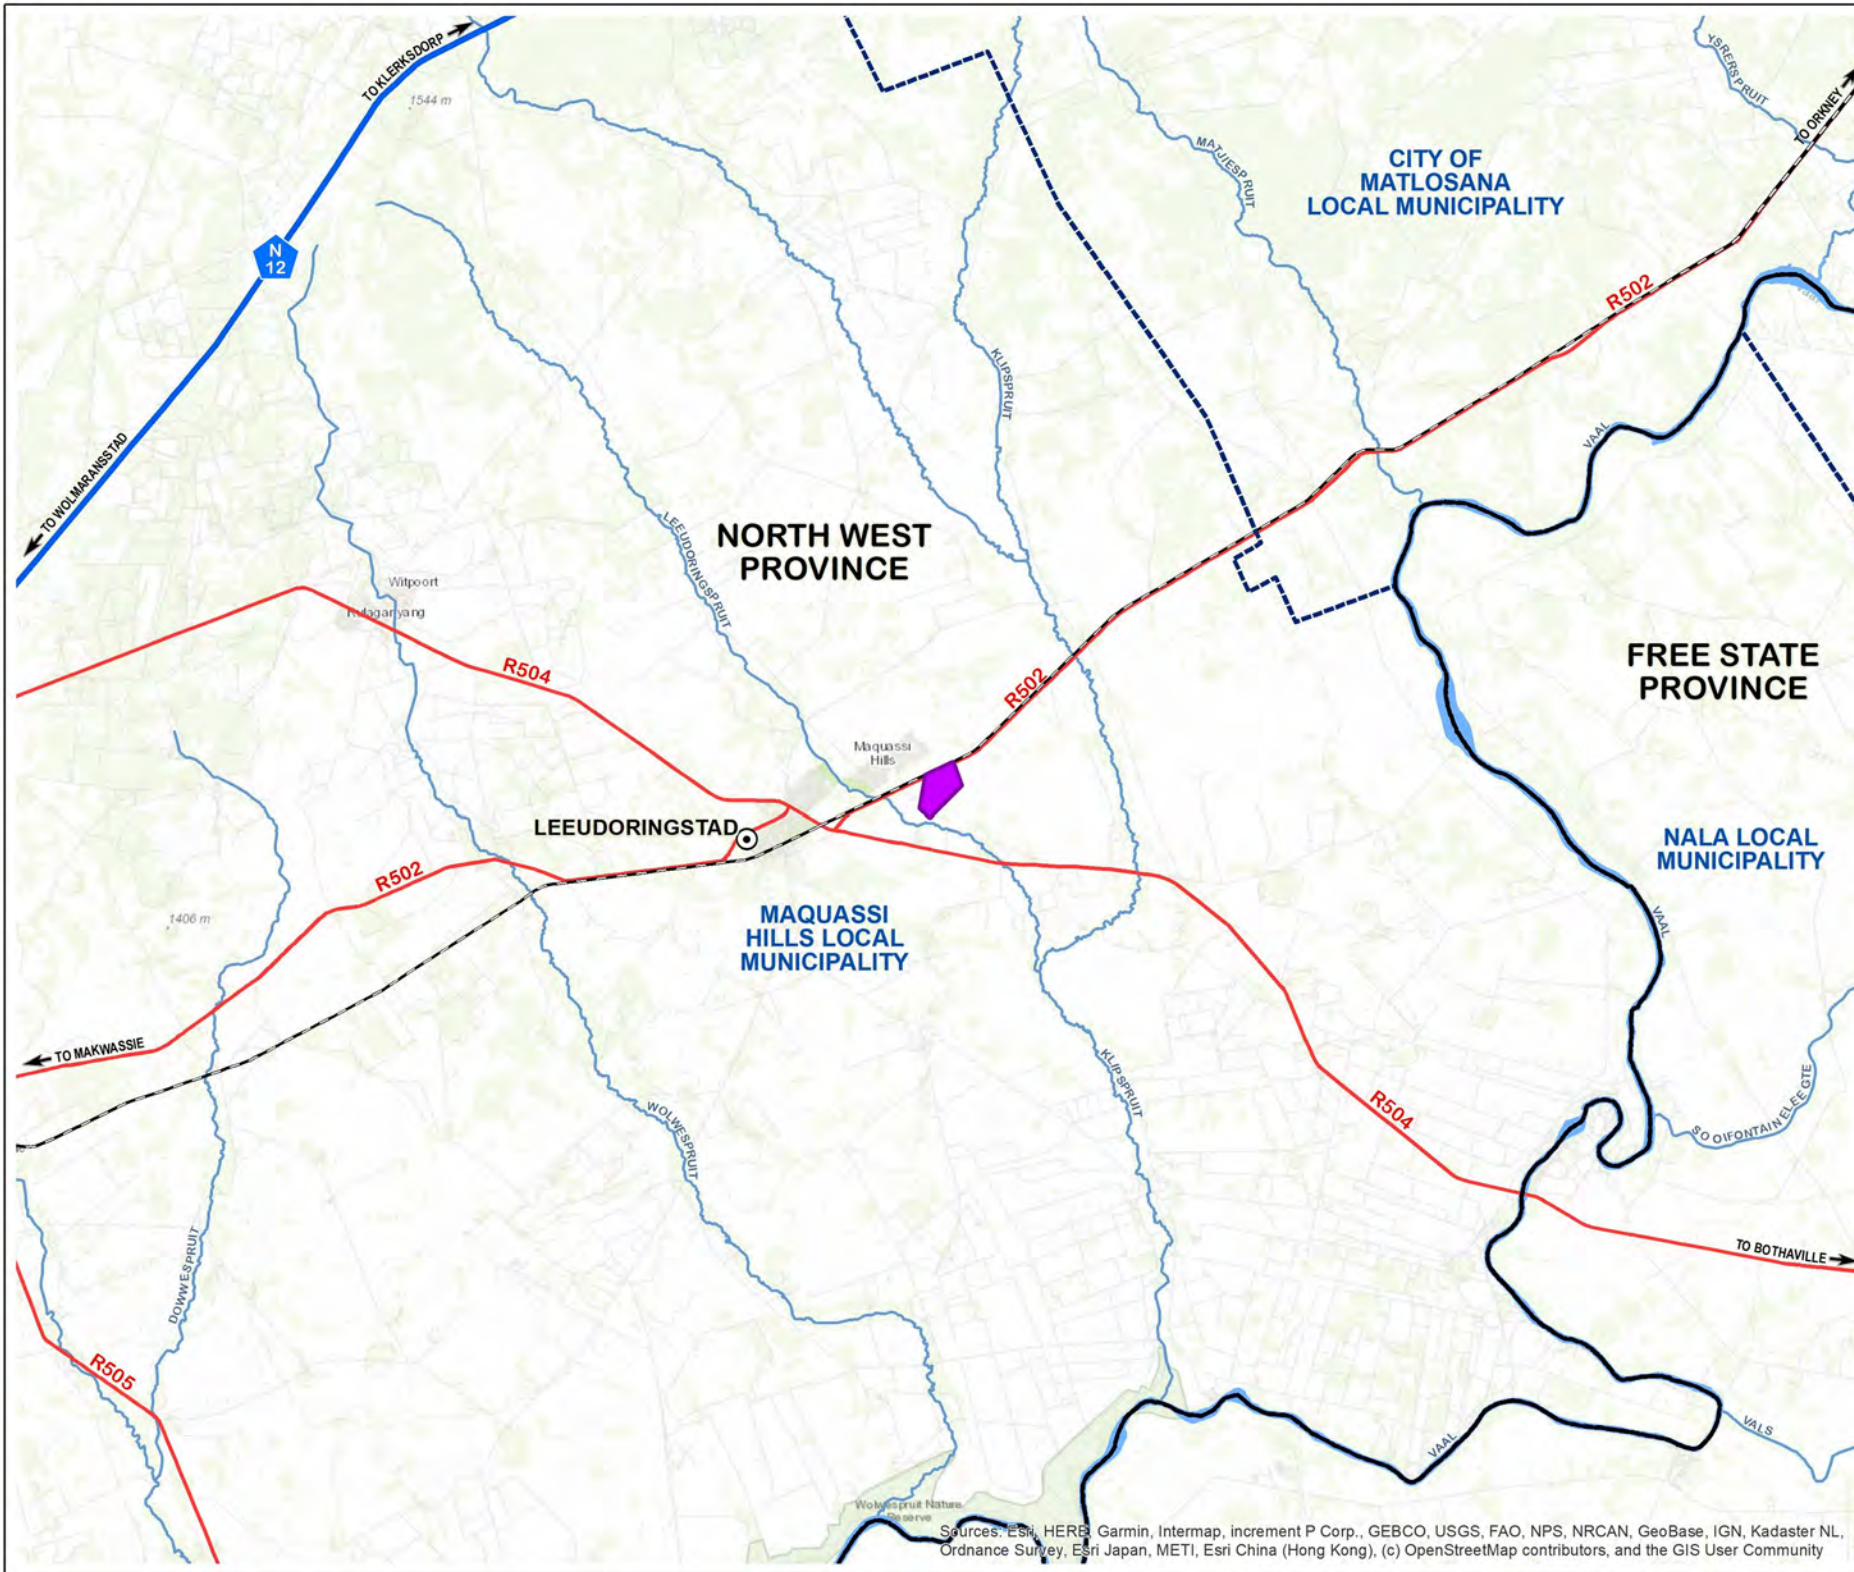 TO KLERKSDORP
1544 m
YSRERSPRUIT
TO ORKNEY
MATJIESPRUIT
CITY OF
MATLOSANA
LOCAL MUNICIPALITY
N
12
R502
KLIPSPRUIT
TO WOLMARANSSTAD
VAAL
LEEUDORINGSPRUIT
NORTH WEST
PROVINCE
Witpoort
R504
R502
FREE STATE
PROVINCE
Maquassi
Hills
LEEUDORINGSTAD
R502
NALA LOCAL
MUNICIPALITY
1406 m
MAQUASSI
HILLS LOCAL
MUNICIPALITY
VAAL
TO MAKWASSIE
KLIPSPRUIT
WOLWESPRUIT
R504
SOOIFONTAINELEEGTE
DOWWESPRUIT
TO BOTHAVILLE
R505
VAAL
VALS
Wolwespruit Nature
Reserve
Sources: Esri, HERE, Garmin, Intermap, increment P Corp., GEBCO, USGS, FAO, NPS, NRCAN, GeoBase, IGN, Kadaster NL,
Ordnance Survey, Esri Japan, METI, Esri China (Hong Kong), (c) OpenStreetMap contributors, and the GIS User Community